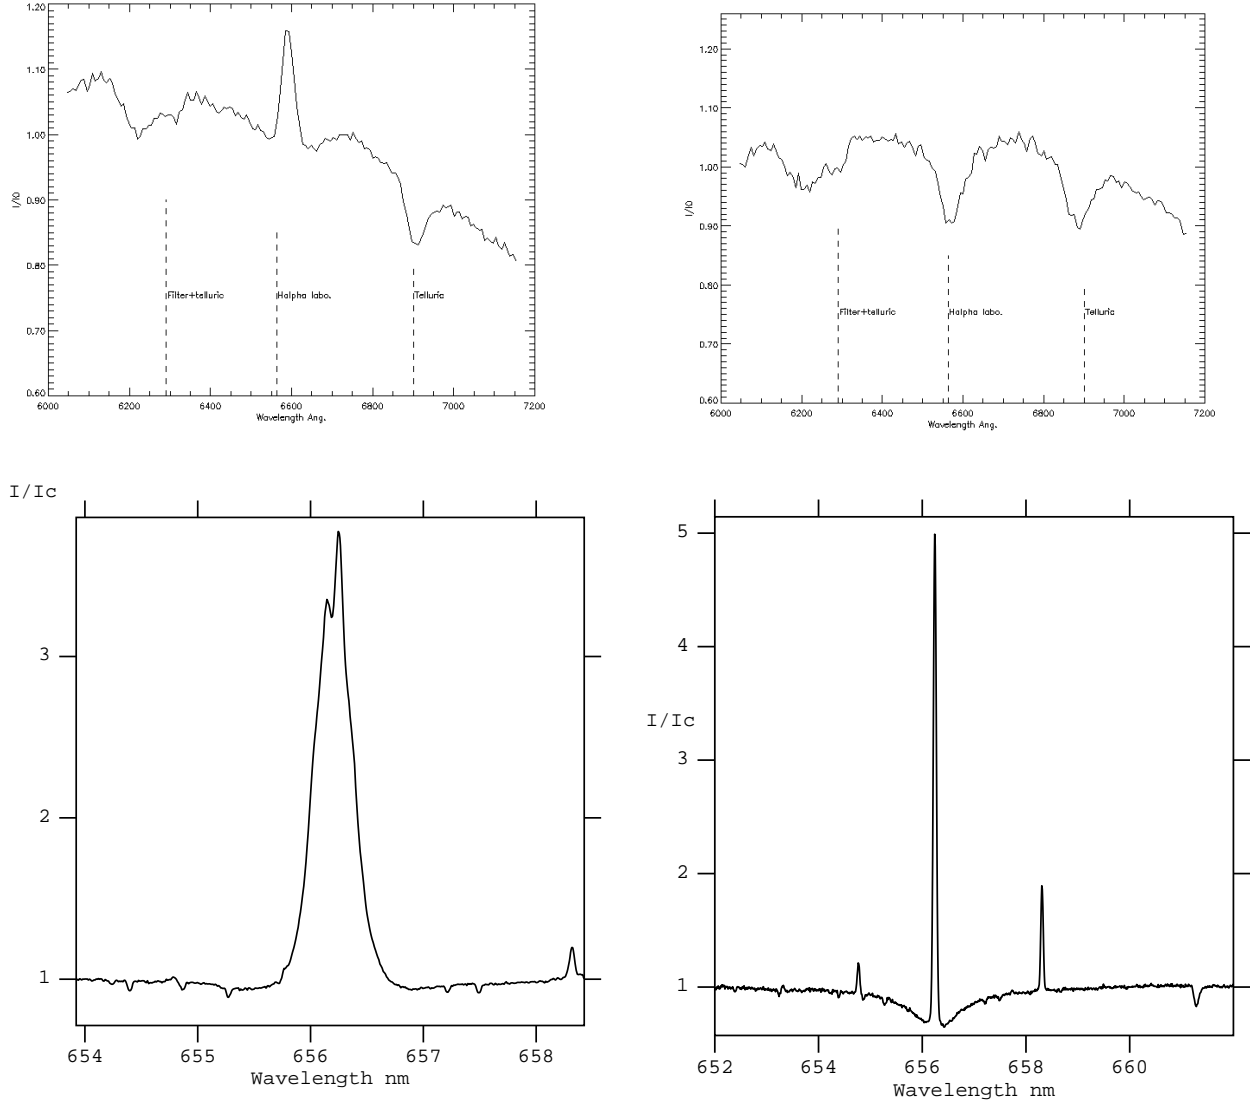 1.20
1.10
1.00
0.90
0.80
0.70
0.60
I/I0
Filter+telluric
Halpha labo.
Telluric
6000 6200 6400 6600 6800 7000 7200
Wavelength Ang.
1.20
1.10
1.00
0.90
0.80
0.70
0.60
I/I0
Filter+telluric
Halpha labo.
Telluric
6000 6200 6400 6600 6800 7000 7200
Wavelength Ang.
I/Ic
3
2
1
654 655 656 657 658
Wavelength nm
5
4
I/Ic
3
2
1
652 654 656 658 660
Wavelength nm